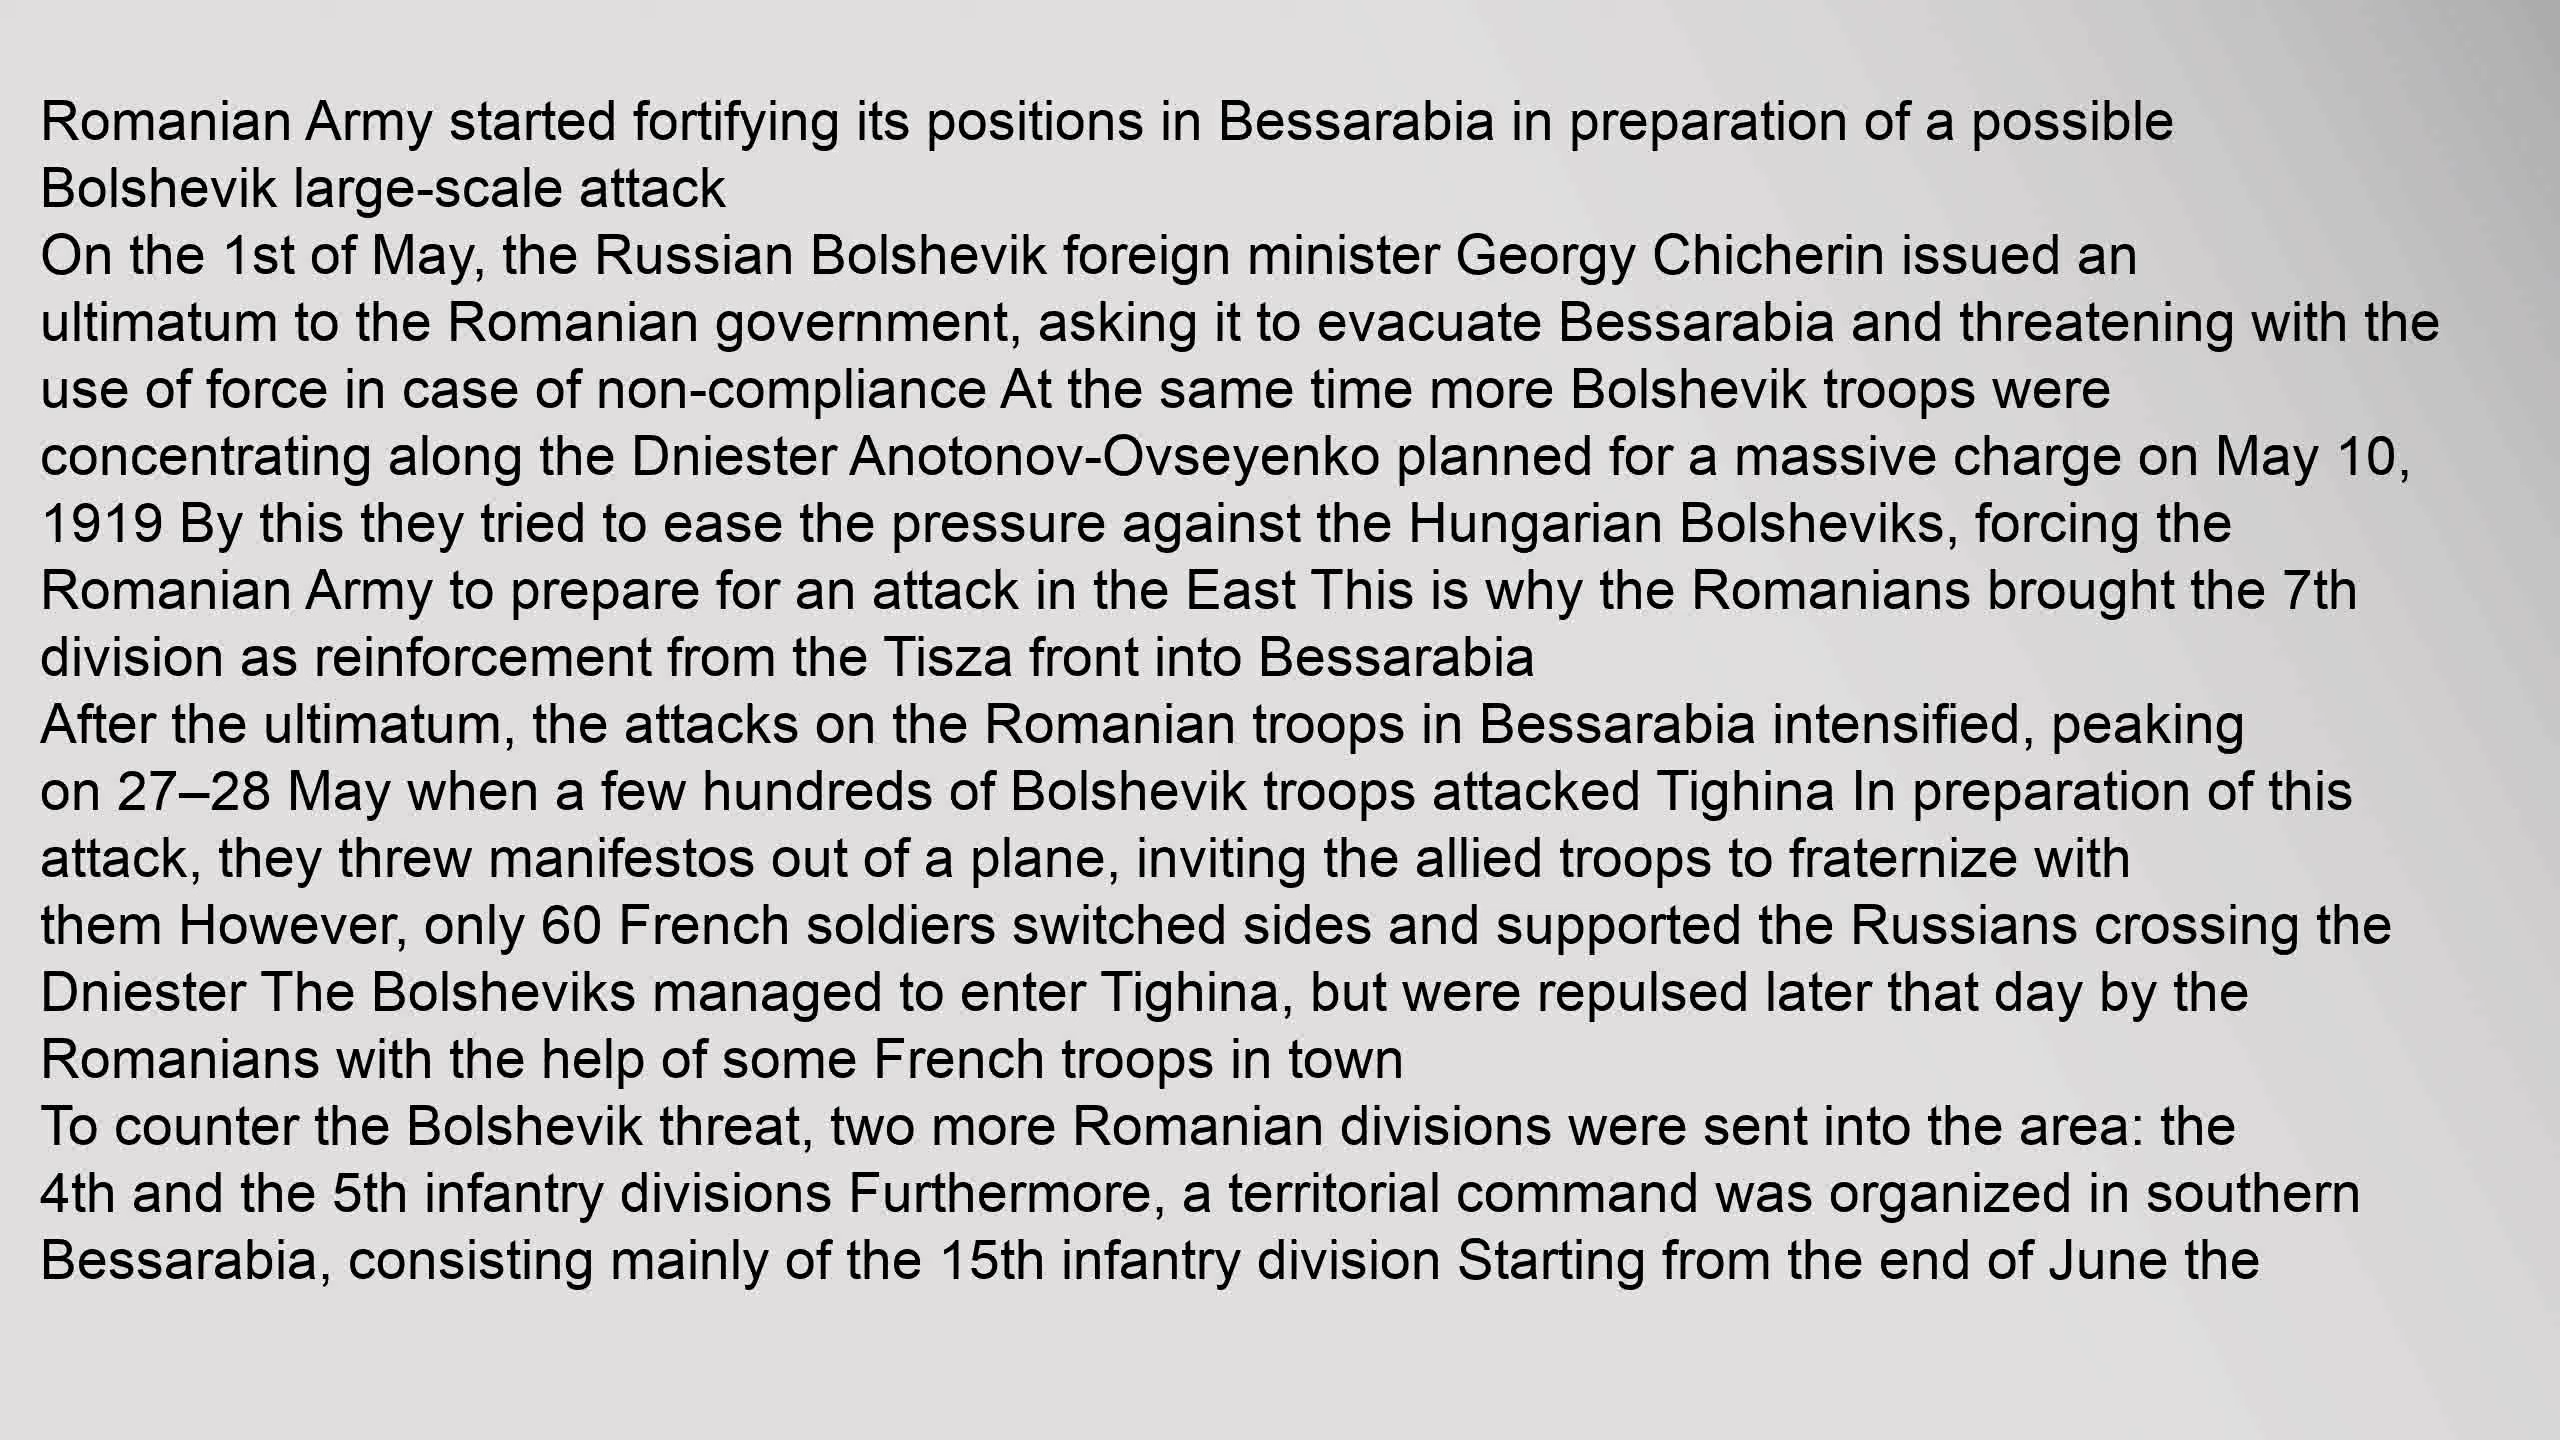 Romanian Army started fortifying its positions in Bessarabia in preparation of a possible
Bolshevik large-scale attack
On the 1st of May, the Russian Bolshevik foreign minister Georgy Chicherin issued an
ultimatum to the Romanian government, asking it to evacuate Bessarabia and threatening with the
use of force in case of non-compliance At the same time more Bolshevik troops were
concentrating along the Dniester Anotonov-Ovseyenko planned for a massive charge on May 10,
1919 By this they tried to ease the pressure against the Hungarian Bolsheviks, forcing the
Romanian Army to prepare for an attack in the East This is why the Romanians brought the 7th
division as reinforcement from the Tisza front into Bessarabia
After the ultimatum, the attacks on the Romanian troops in Bessarabia intensified, peaking
on 27–28 May when a few hundreds of Bolshevik troops attacked Tighina In preparation of this
attack, they threw manifestos out of a plane, inviting the allied troops to fraternize with
them However, only 60 French soldiers switched sides and supported the Russians crossing the
Dniester The Bolsheviks managed to enter Tighina, but were repulsed later that day by the
Romanians with the help of some French troops in town
To counter the Bolshevik threat, two more Romanian divisions were sent into the area: the
4th and the 5th infantry divisions Furthermore, a territorial command was organized in southern
Bessarabia, consisting mainly of the 15th infantry division Starting from the end of June the